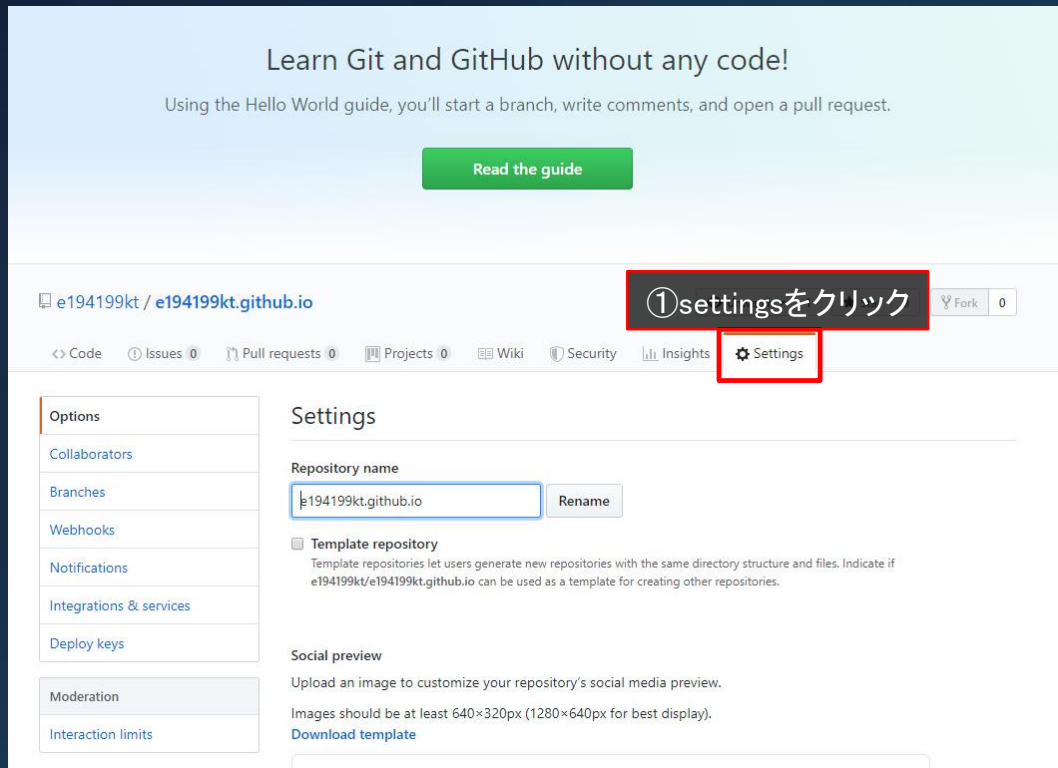 Learn Git and GitHub without any code!
Using the Hello World guide, you'll start a branch, write comments, and open a pull request.
Read the guide
e194199kt / e194199kt.github.io
①settingsをクリック
Fork 0
Code Issues 0 Pull requests 0 Projects 0 Wiki Security Insights Settings
Options
Collaborators
Branches
Webhooks
Notifications
Integrations & services
Deploy keys
Moderation
Interaction limits
Settings
Repository name
e194199kt.github.io Rename
Template repository
Template repositories let users generate new repositories with the same directory structure and files. Indicate if
e194199kt/e194199kt.github.io can be used as a template for creating other repositories.
Social preview
Upload an image to customize your repository's social media preview.
Images should be at least 640×320px (1280×640px for best display).
Download template